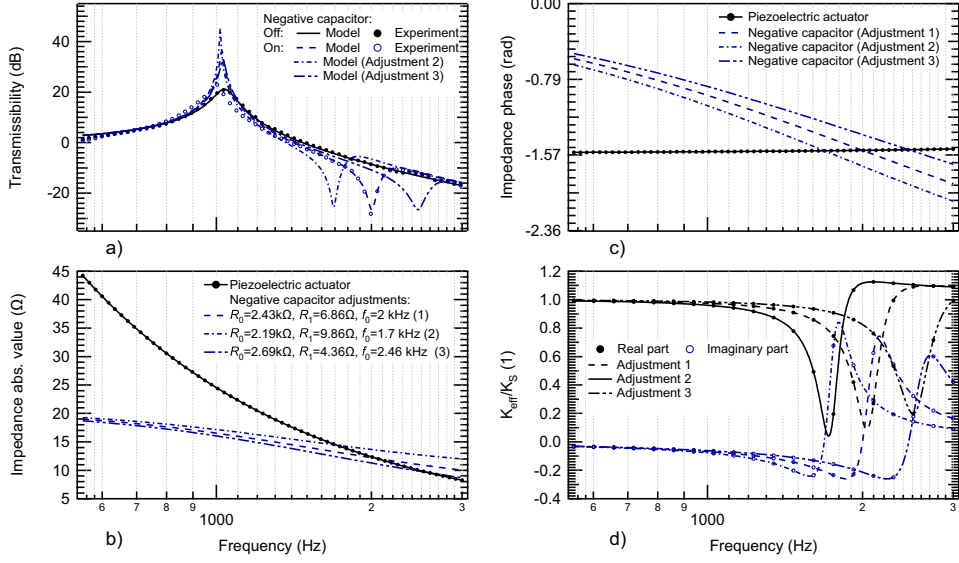 Transmissibility (dB)
40
20
0
-20
Negative capacitor:
Off: Model Experiment
On: Model Experiment
Model (Adjustment 2)
Model (Adjustment 3)
a)
Impedance phase (rad)
0.00
-0.79
-1.57
-2.36
Piezoelectric actuator
Negative capacitor (Adjustment 1)
Negative capacitor (Adjustment 2)
Negative capacitor (Adjustment 3)
c)
Impedance abs. value (Ω)
45
40
35
30
25
20
15
10
5
Piezoelectric actuator
Negative capacitor adjustments:
R0=2.43kΩ, R1=6.86Ω, f0=2 kHz (1)
R0=2.19kΩ, R1=9.86Ω, f0=1.7 kHz (2)
R0=2.69kΩ, R1=4.36Ω, f0=2.46 kHz (3)
6 7 8 9 1000 2 3
b) Frequency (Hz)
Keff/KS (1)
1.2
1.0
0.8
0.6
0.4
0.2
0.0
-0.2
-0.4
Real part Imaginary part
Adjustment 1
Adjustment 2
Adjustment 3
6 7 8 9 1000 2 3
Frequency (Hz)
d)